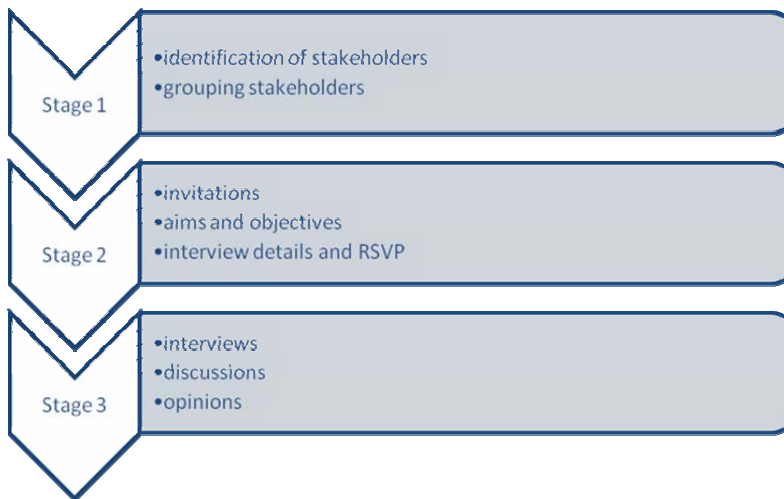 Stage 1
•identification of stakeholders
•grouping stakeholders
Stage 2
•invitations
•aims and objectives
•interview details and RSVP
Stage 3
•interviews
•discussions
•opinions